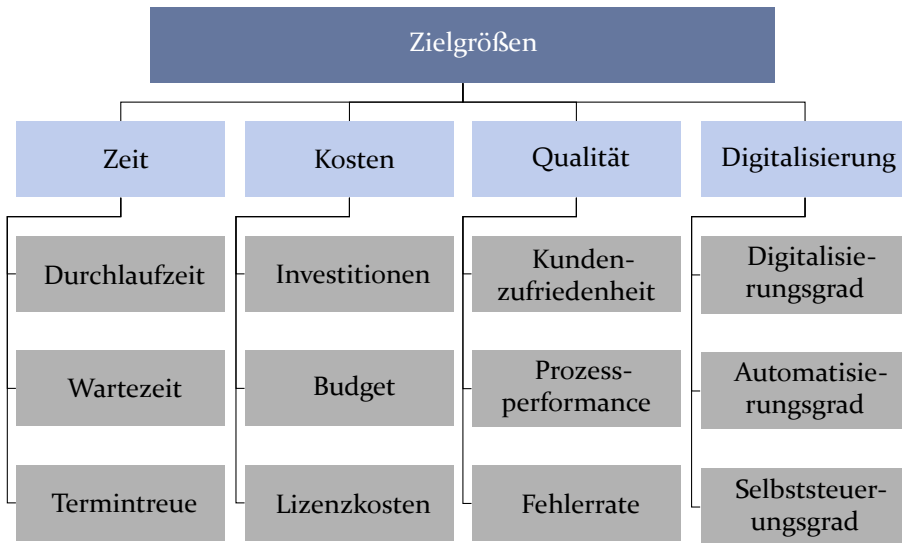 Zielgrößen
Zeit
Kosten
Qualität
Digitalisierung
Durchlaufzeit
Investitionen
Kunden-
zufriedenheit
Digitalisie-
rungsgrad
Wartezeit
Budget
Prozess-
performance
Automatisie-
rungsgrad
Termintreue
Lizenzkosten
Fehlerrate
Selbststeuer-
ungsgrad